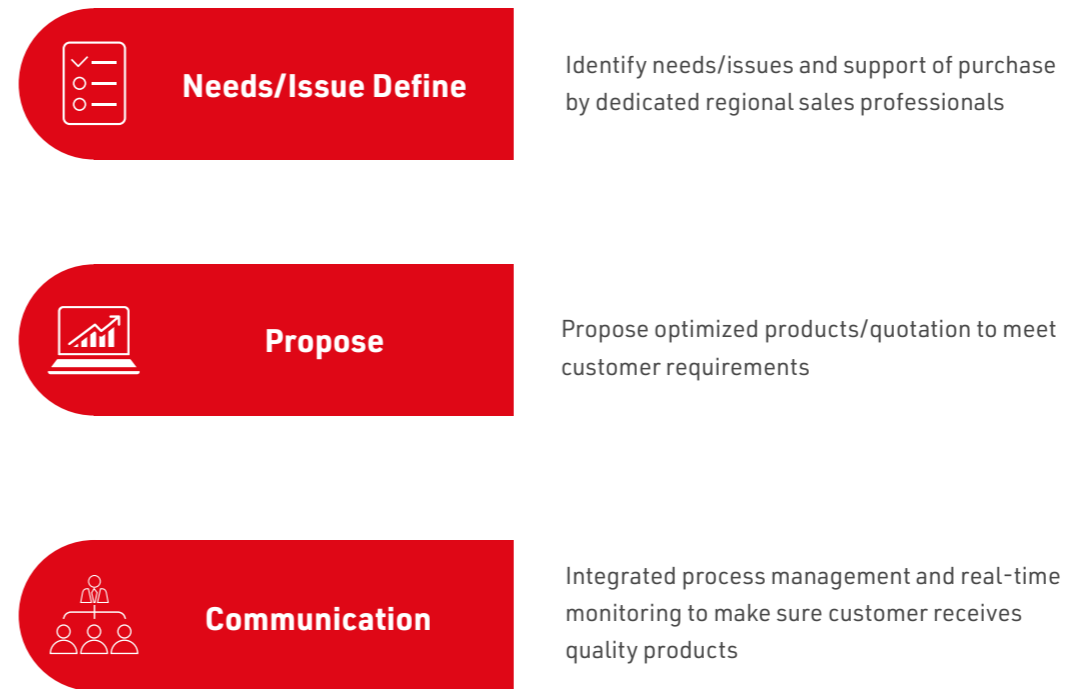 Needs/Issue Define
Identify needs/issues and support of purchase
by dedicated regional sales professionals
Propose
Propose optimized products/quotation to meet
customer requirements
Communication
Integrated process management and real-time
monitoring to make sure customer receives
quality products